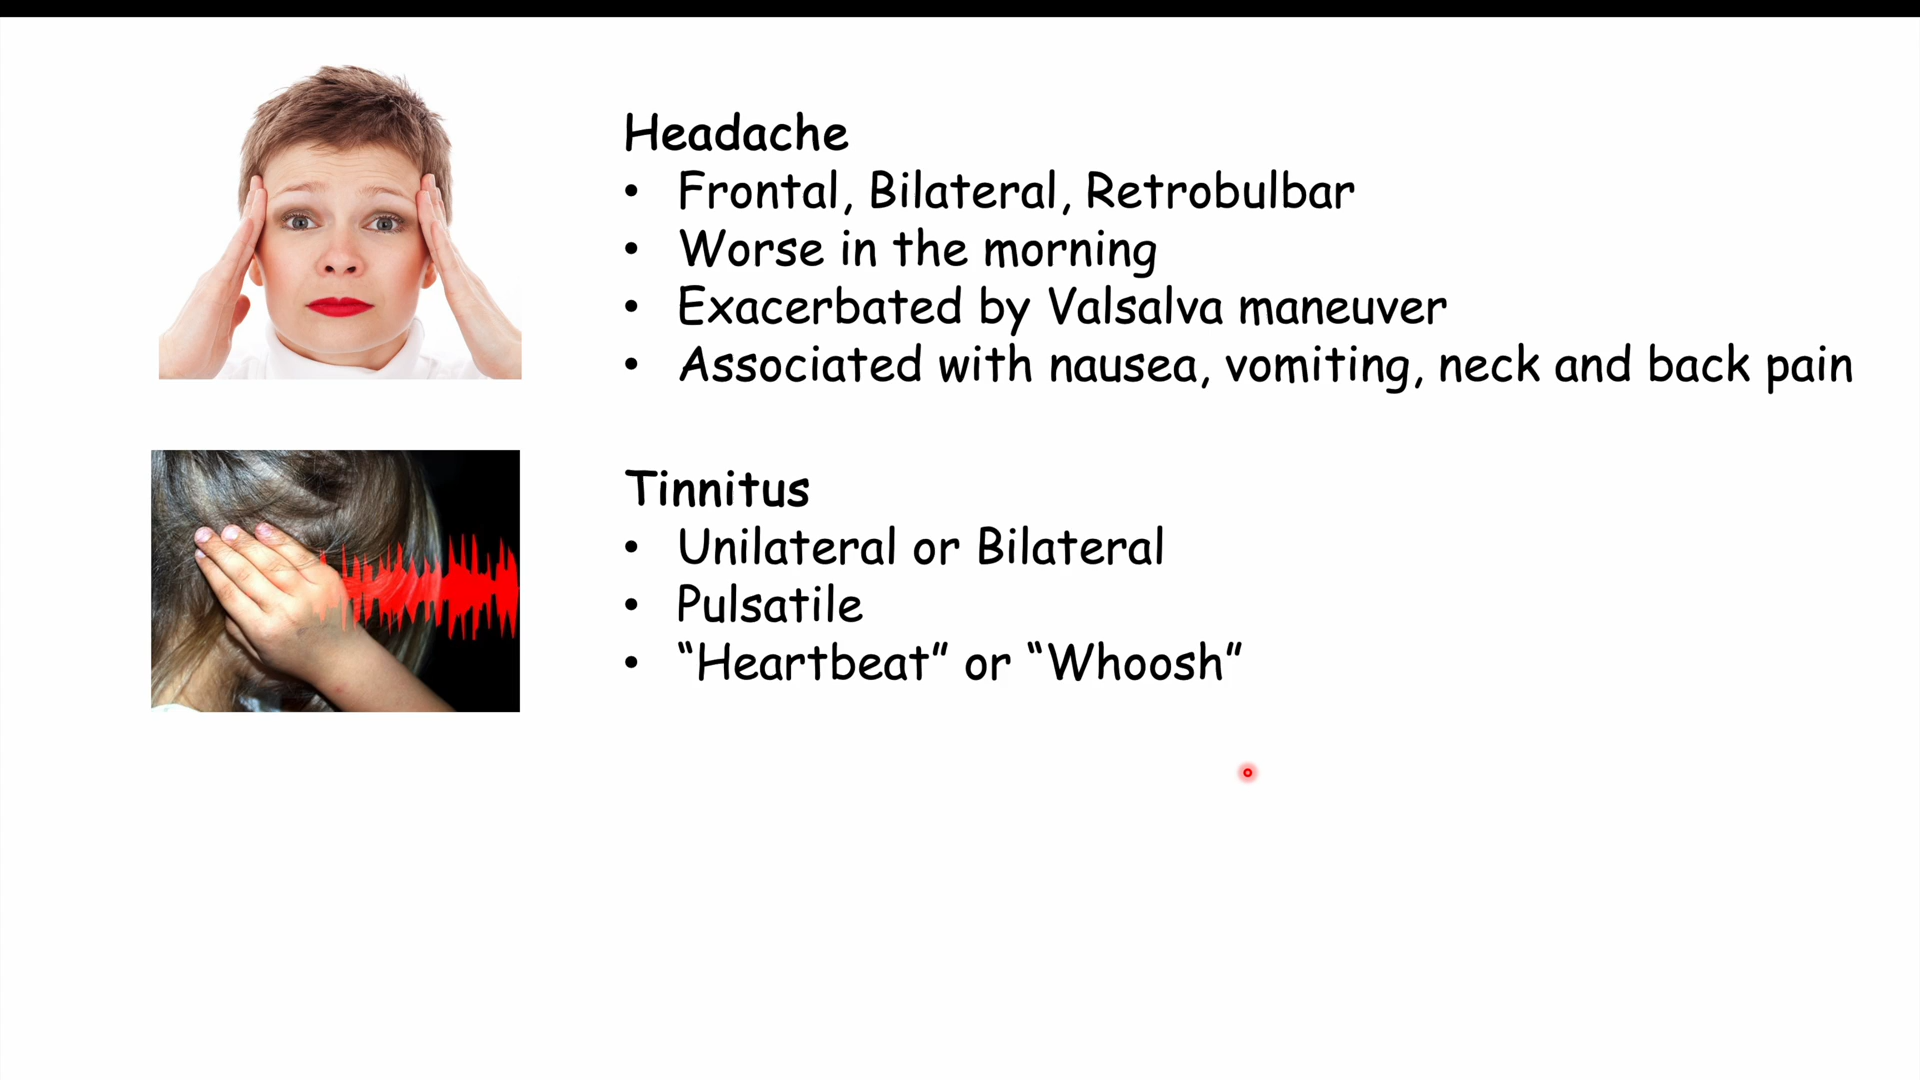 Headache
• Frontal, Bilateral, Retrobulbar
• Worse in the morning
• Exacerbated by Valsalva maneuver
• Associated with nausea, vomiting, neck and back pain
Tinnitus
• Unilateral or Bilateral
• Pulsatile
• “Heartbeat” or “Whoosh”